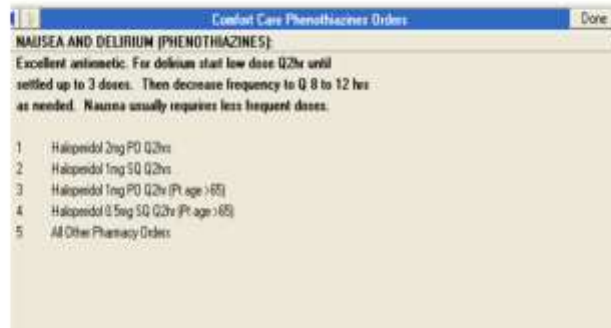 Comfort Care Phenothiazines Orders
Done
NAUSEA AND DELIRIUM (PHENOTHIAZINES):
Excellent antiemetic. For delirium start low dose Q2hr until
settled up to 3 doses. Then decrease frequency to Q 8 to 12 hrs
as needed. Nausea usually requires less frequent doses.
1 Haloperidol 2mg PO Q2hrs
2 Haloperidol 1mg SQ Q2hrs
3 Haloperidol 1mg PO Q2hr (Pt age >65)
4 Haloperidol 0.5mg SQ Q2hr (Pt age >65)
5 All Other Pharmacy Orders